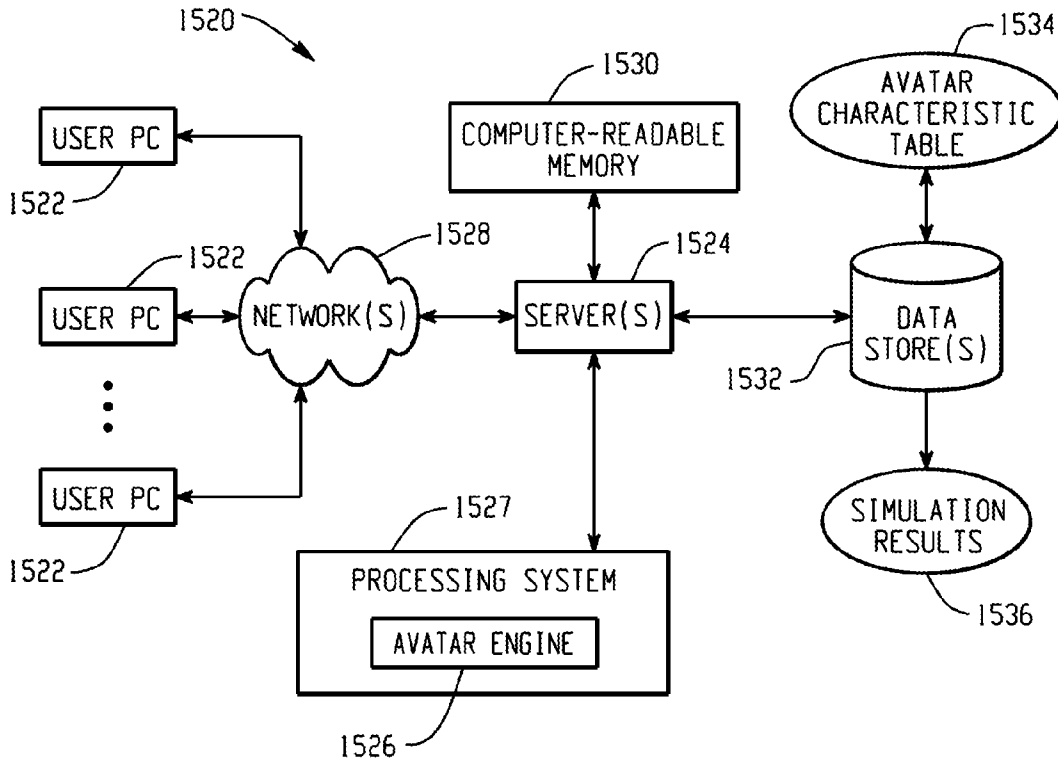 1520
1534
1530
AVATAR
CHARACTERISTIC
TABLE
USER PC
COMPUTER-READABLE
MEMORY
1522
1528
1524
1522
USER PC
NETWORK(S)
SERVER(S)
DATA
STORE(S)
1532
USER PC
1527
SIMULATION
RESULTS
1522
PROCESSING SYSTEM
1536
AVATAR ENGINE
1526